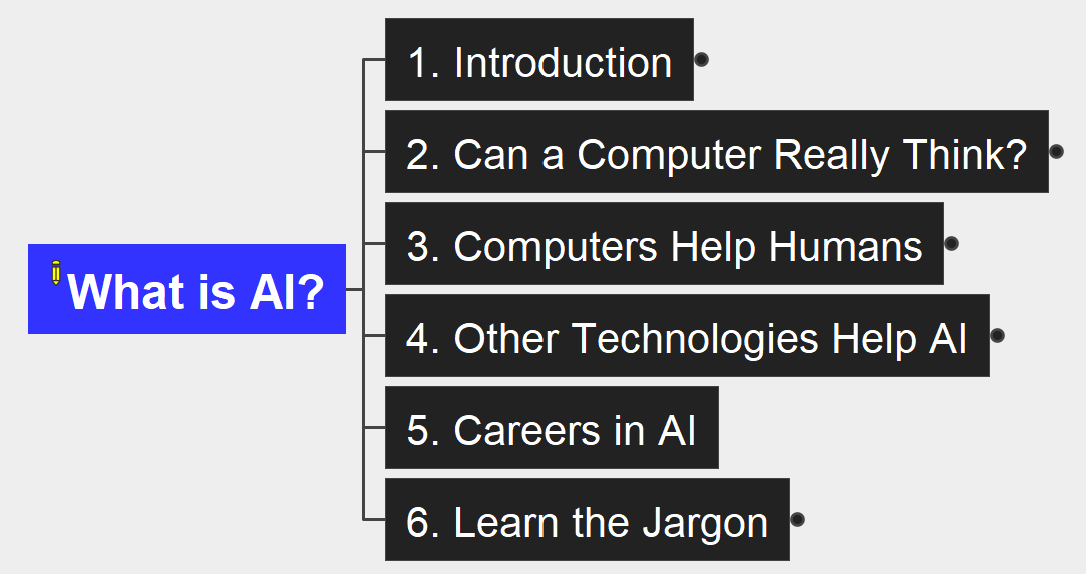 What is AI?
1. Introduction
2. Can a Computer Really Think?
3. Computers Help Humans
4. Other Technologies Help AI
5. Careers in AI
6. Learn the Jargon